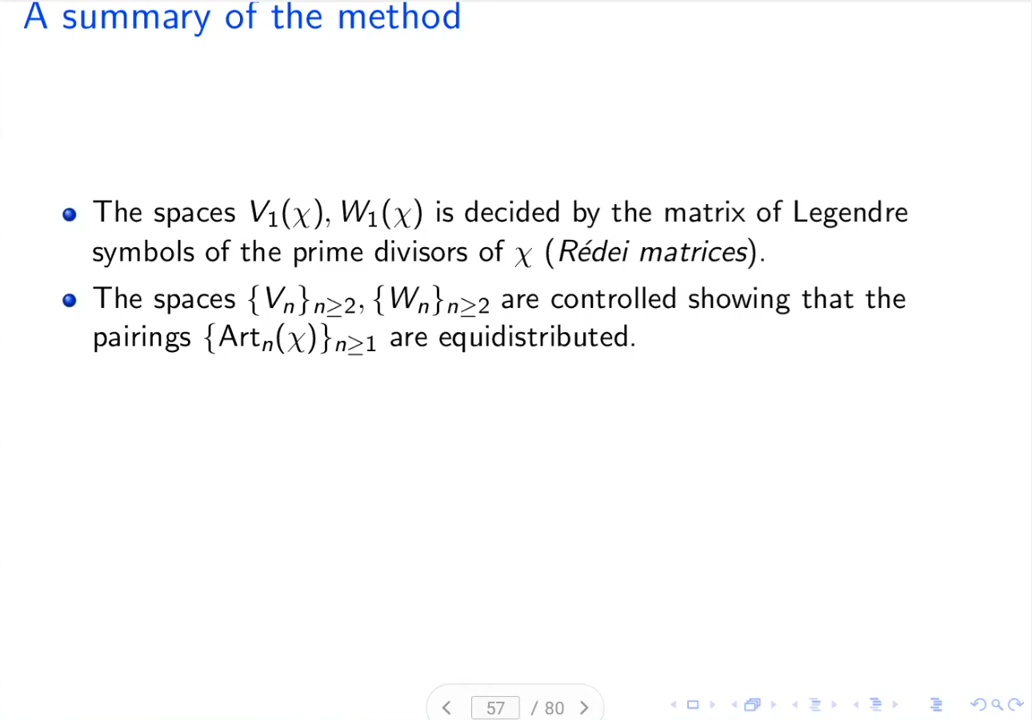 A summary of the method
The spaces V₁(χ), W₁(χ) is decided by the matrix of Legendre
symbols of the prime divisors of χ (Rédei matrices).
The spaces {Vₙ}ₙ≥₂, {Wₙ}ₙ≥₂ are controlled showing that the
pairings {Artₙ(χ)}ₙ≥₁ are equidistributed.
57 / 80